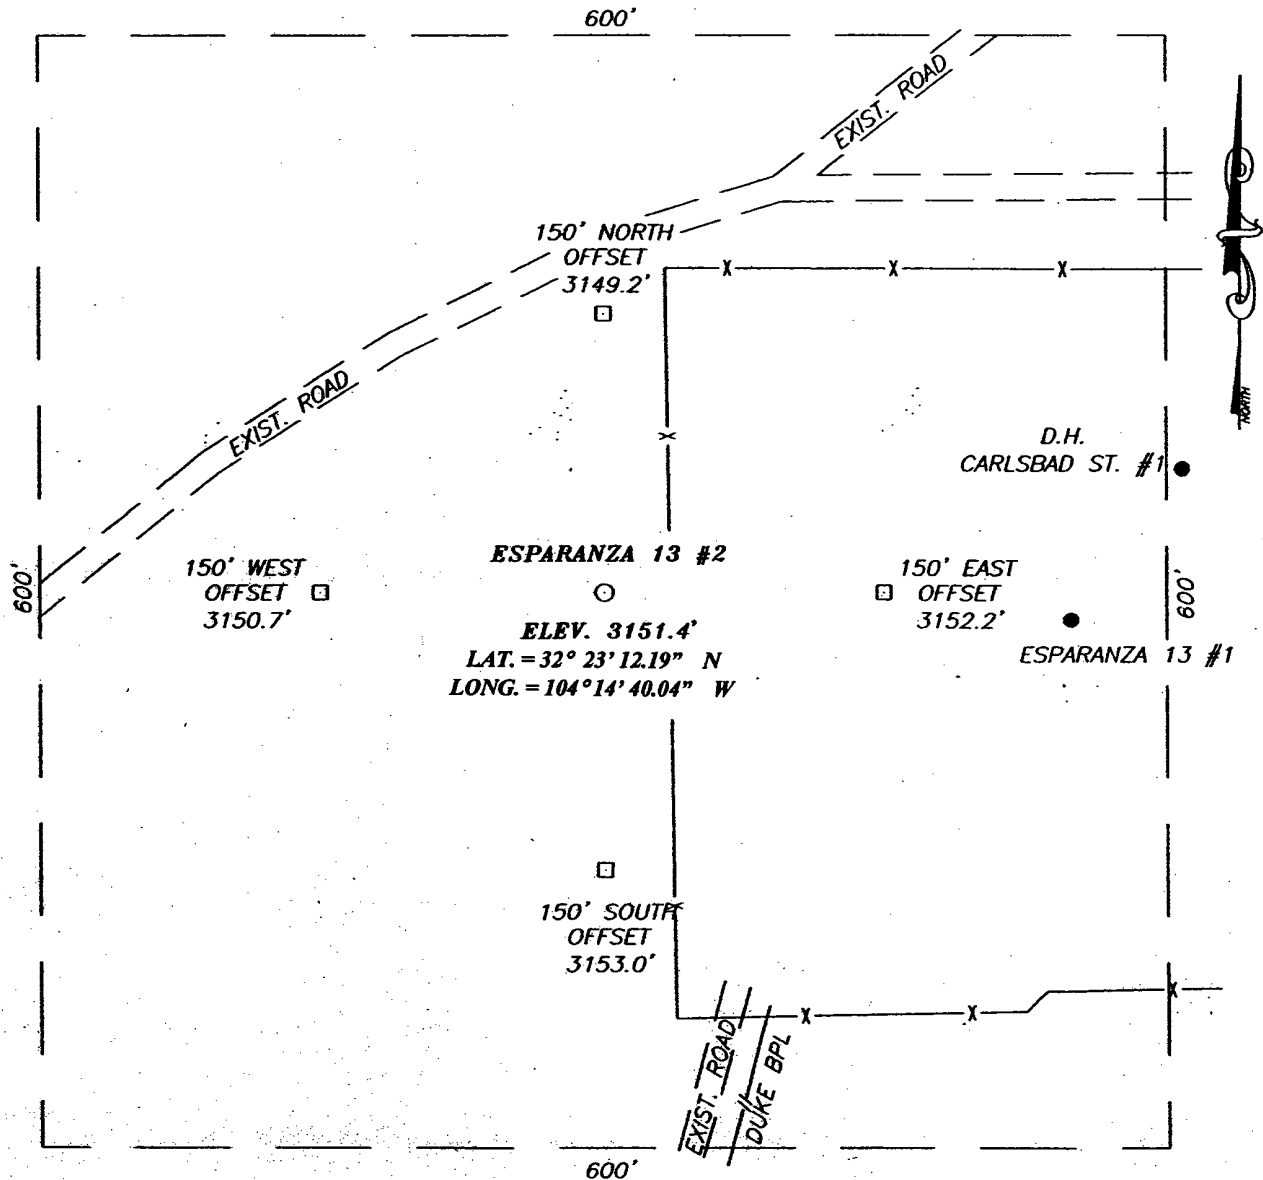 600'
EXIST. ROAD
150' NORTH
OFFSET
3149.2'
NORTH
EXIST. ROAD
D.H.
CARLSBAD ST. #1
600'
150' WEST
OFFSET
3150.7'
ESPARANZA 13 #2
ELEV. 3151.4'
LAT. = 32° 23' 12.19" N
LONG. = 104° 14' 40.04" W
150' EAST
OFFSET
3152.2'
600'
ESPARANZA 13 #1
150' SOUTH
OFFSET
3153.0'
EXIST. ROAD
DUKE BPL
600'